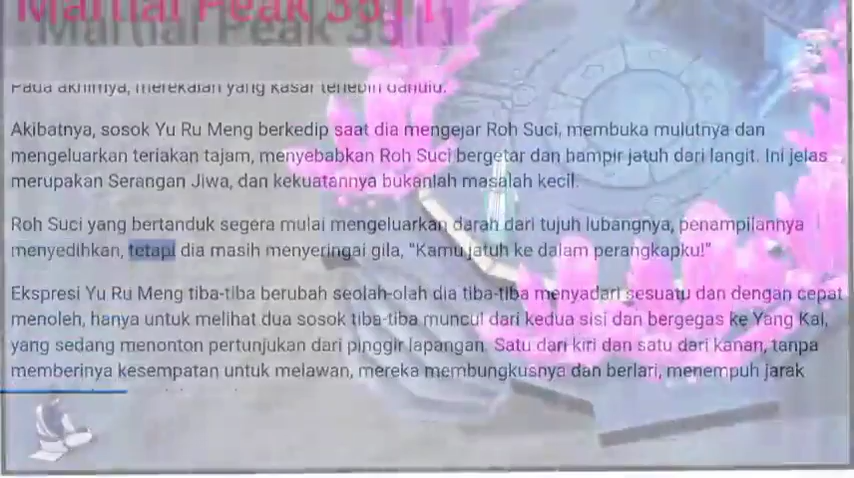 Martial Peak 3511
Pada akhirnya, merekalah yang kasar terlebih dahulu.
Akibatnya, sosok Yu Ru Meng berkedip saat dia mengejar Roh Suci, membuka mulutnya dan
mengeluarkan teriakan tajam, menyebabkan Roh Suci bergetar dan hampir jatuh dari langit. Ini jelas
merupakan Serangan Jiwa, dan kekuatannya bukanlah masalah kecil.
Roh Suci yang bertanduk segera mulai mengeluarkan darah dari tujuh lubangnya, penampilannya
menyedihkan, tetapi dia masih menyeringai gila, "Kamu jatuh ke dalam perangkapku!"
Ekspresi Yu Ru Meng tiba-tiba berubah seolah-olah dia tiba-tiba menyadari sesuatu dan dengan cepat
menoleh, hanya untuk melihat dua sosok tiba-tiba muncul dari kedua sisi dan bergegas ke Yang Kai,
yang sedang menonton pertunjukan dari pinggir lapangan. Satu dari kiri dan satu dari kanan, tanpa
memberinya kesempatan untuk melawan, mereka membungkusnya dan berlari, menempuh jarak